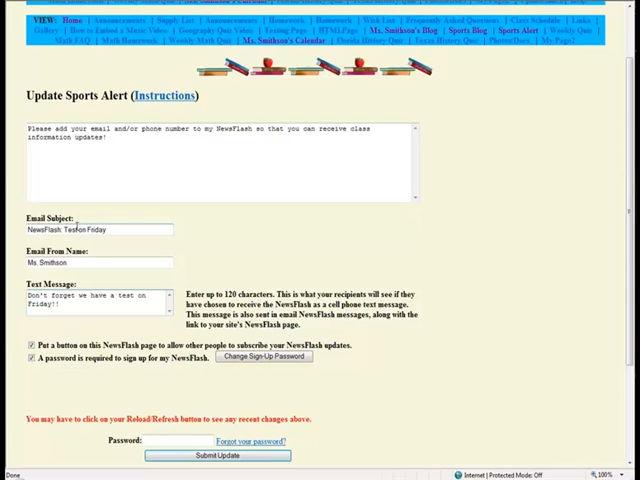 VIEW: Home | Announcements | Supply List | Announcements | Homework | Homework | Wish List | Frequently Asked Questions | Class Schedule | Links |
Gallery | How to Embed a Music Video | Geography Quiz Video | Testing Page | HTMLPage | Ms. Smithson's Blog | Sports Blog | Sports Alert | Weekly Quiz |
Math FAQ | Math Homework | Weekly Math Quiz | Ms. Smithson's Calendar | Florida History Quiz | Texas History Quiz | Photos/Docs | My Page2
Update Sports Alert (Instructions)
Please add your email and/or phone number to my NewsFlash so that you can receive class
information updates!
Email Subject:
NewsFlash: Test on Friday
Email From Name:
Ms. Smithson
Text Message:
Don't forget we have a test on
Friday!!
Enter up to 120 characters. This is what your recipients will see if they
have chosen to receive the NewsFlash as a cell phone text message.
This message is also sent in email NewsFlash messages, along with the
link to your site's NewsFlash page.
Put a button on this NewsFlash page to allow other people to subscribe your NewsFlash updates.
A password is required to sign up for my NewsFlash. Change Sign-Up Password
You may have to click on your Reload/Refresh button to see any recent changes above.
Password: Forgot your password?
Submit Update
Done Internet | Protected Mode: Off 100%